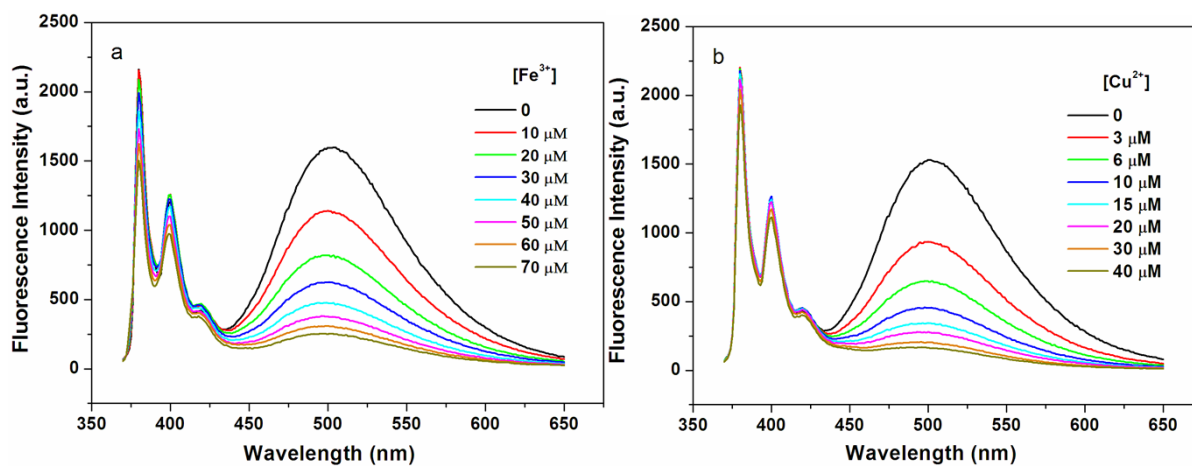 a
[Fe³⁺]
0
10 μM
20 μM
30 μM
40 μM
50 μM
60 μM
70 μM
2500
2000
1500
1000
500
0
350
400
450
500
550
600
650
Wavelength (nm)
Fluorescence Intensity (a.u.)
b
[Cu²⁺]
0
3 μM
6 μM
10 μM
15 μM
20 μM
30 μM
40 μM
2500
2000
1500
1000
500
0
350
400
450
500
550
600
650
Wavelength (nm)
Fluorescence Intensity (a.u.)